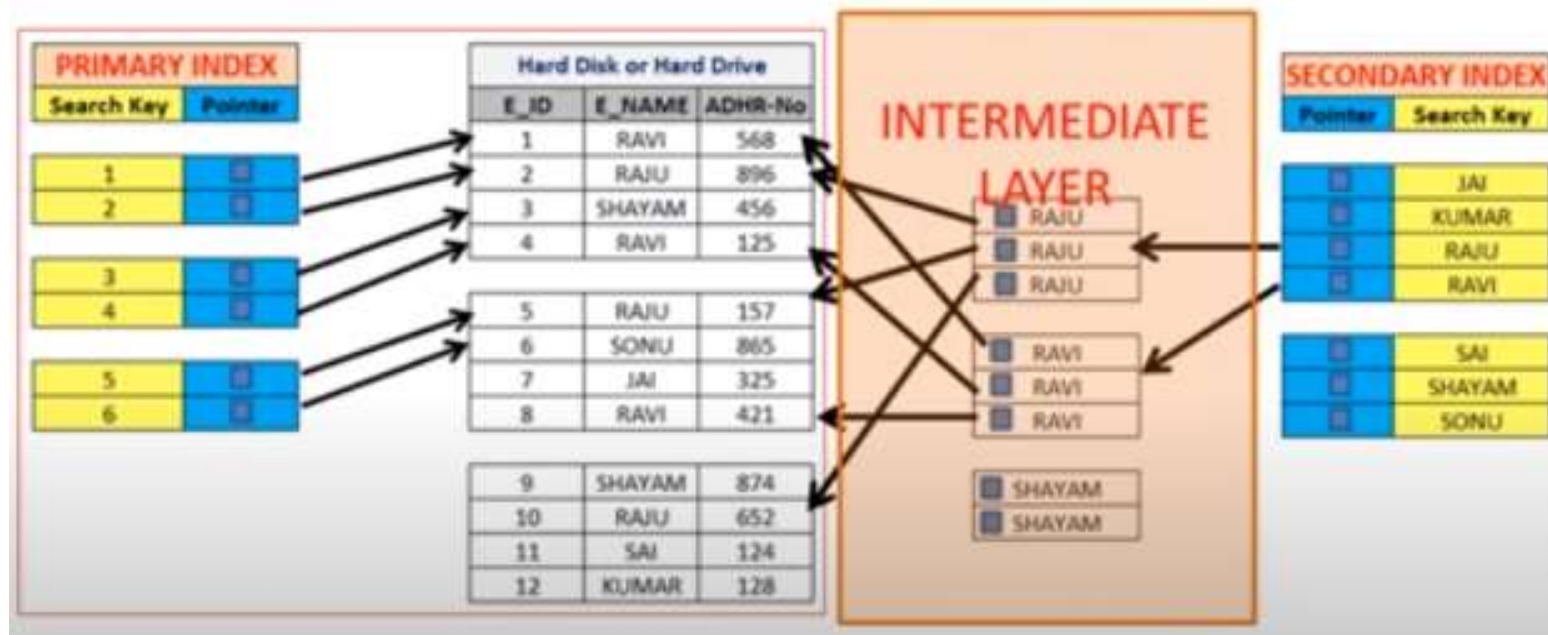 PRIMARY INDEX
Search Key Pointer
1
2
3
4
5
6
Hard Disk or Hard Drive
E_ID E_NAME ADHR-No
1 RAVI 568
2 RAJU 896
3 SHAYAM 456
4 RAVI 125
5 RAJU 157
6 SONU 865
7 JAI 325
8 RAVI 421
9 SHAYAM 874
10 RAJU 652
11 SAI 124
12 KUMAR 128
INTERMEDIATE
LAYER
RAJU
RAJU
RAJU
RAVI
RAVI
RAVI
SHAYAM
SHAYAM
SECONDARY INDEX
Pointer Search Key
JAI
KUMAR
RAJU
RAVI
SAI
SHAYAM
SONU